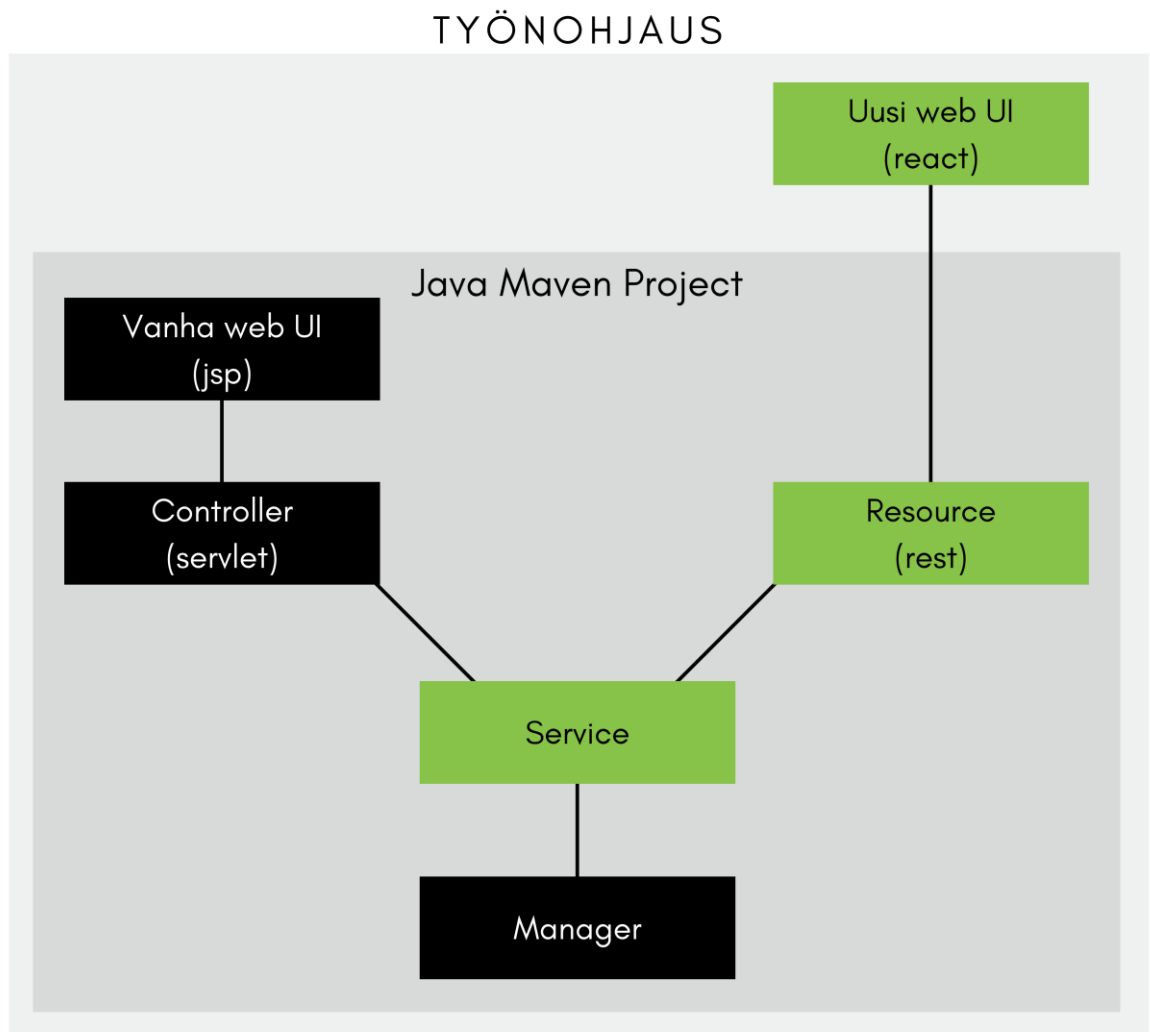 TYÖNOHJAUS
Uusi web UI
(react)
Java Maven Project
Vanha web UI
(jsp)
Controller
(servlet)
Resource
(rest)
Service
Manager